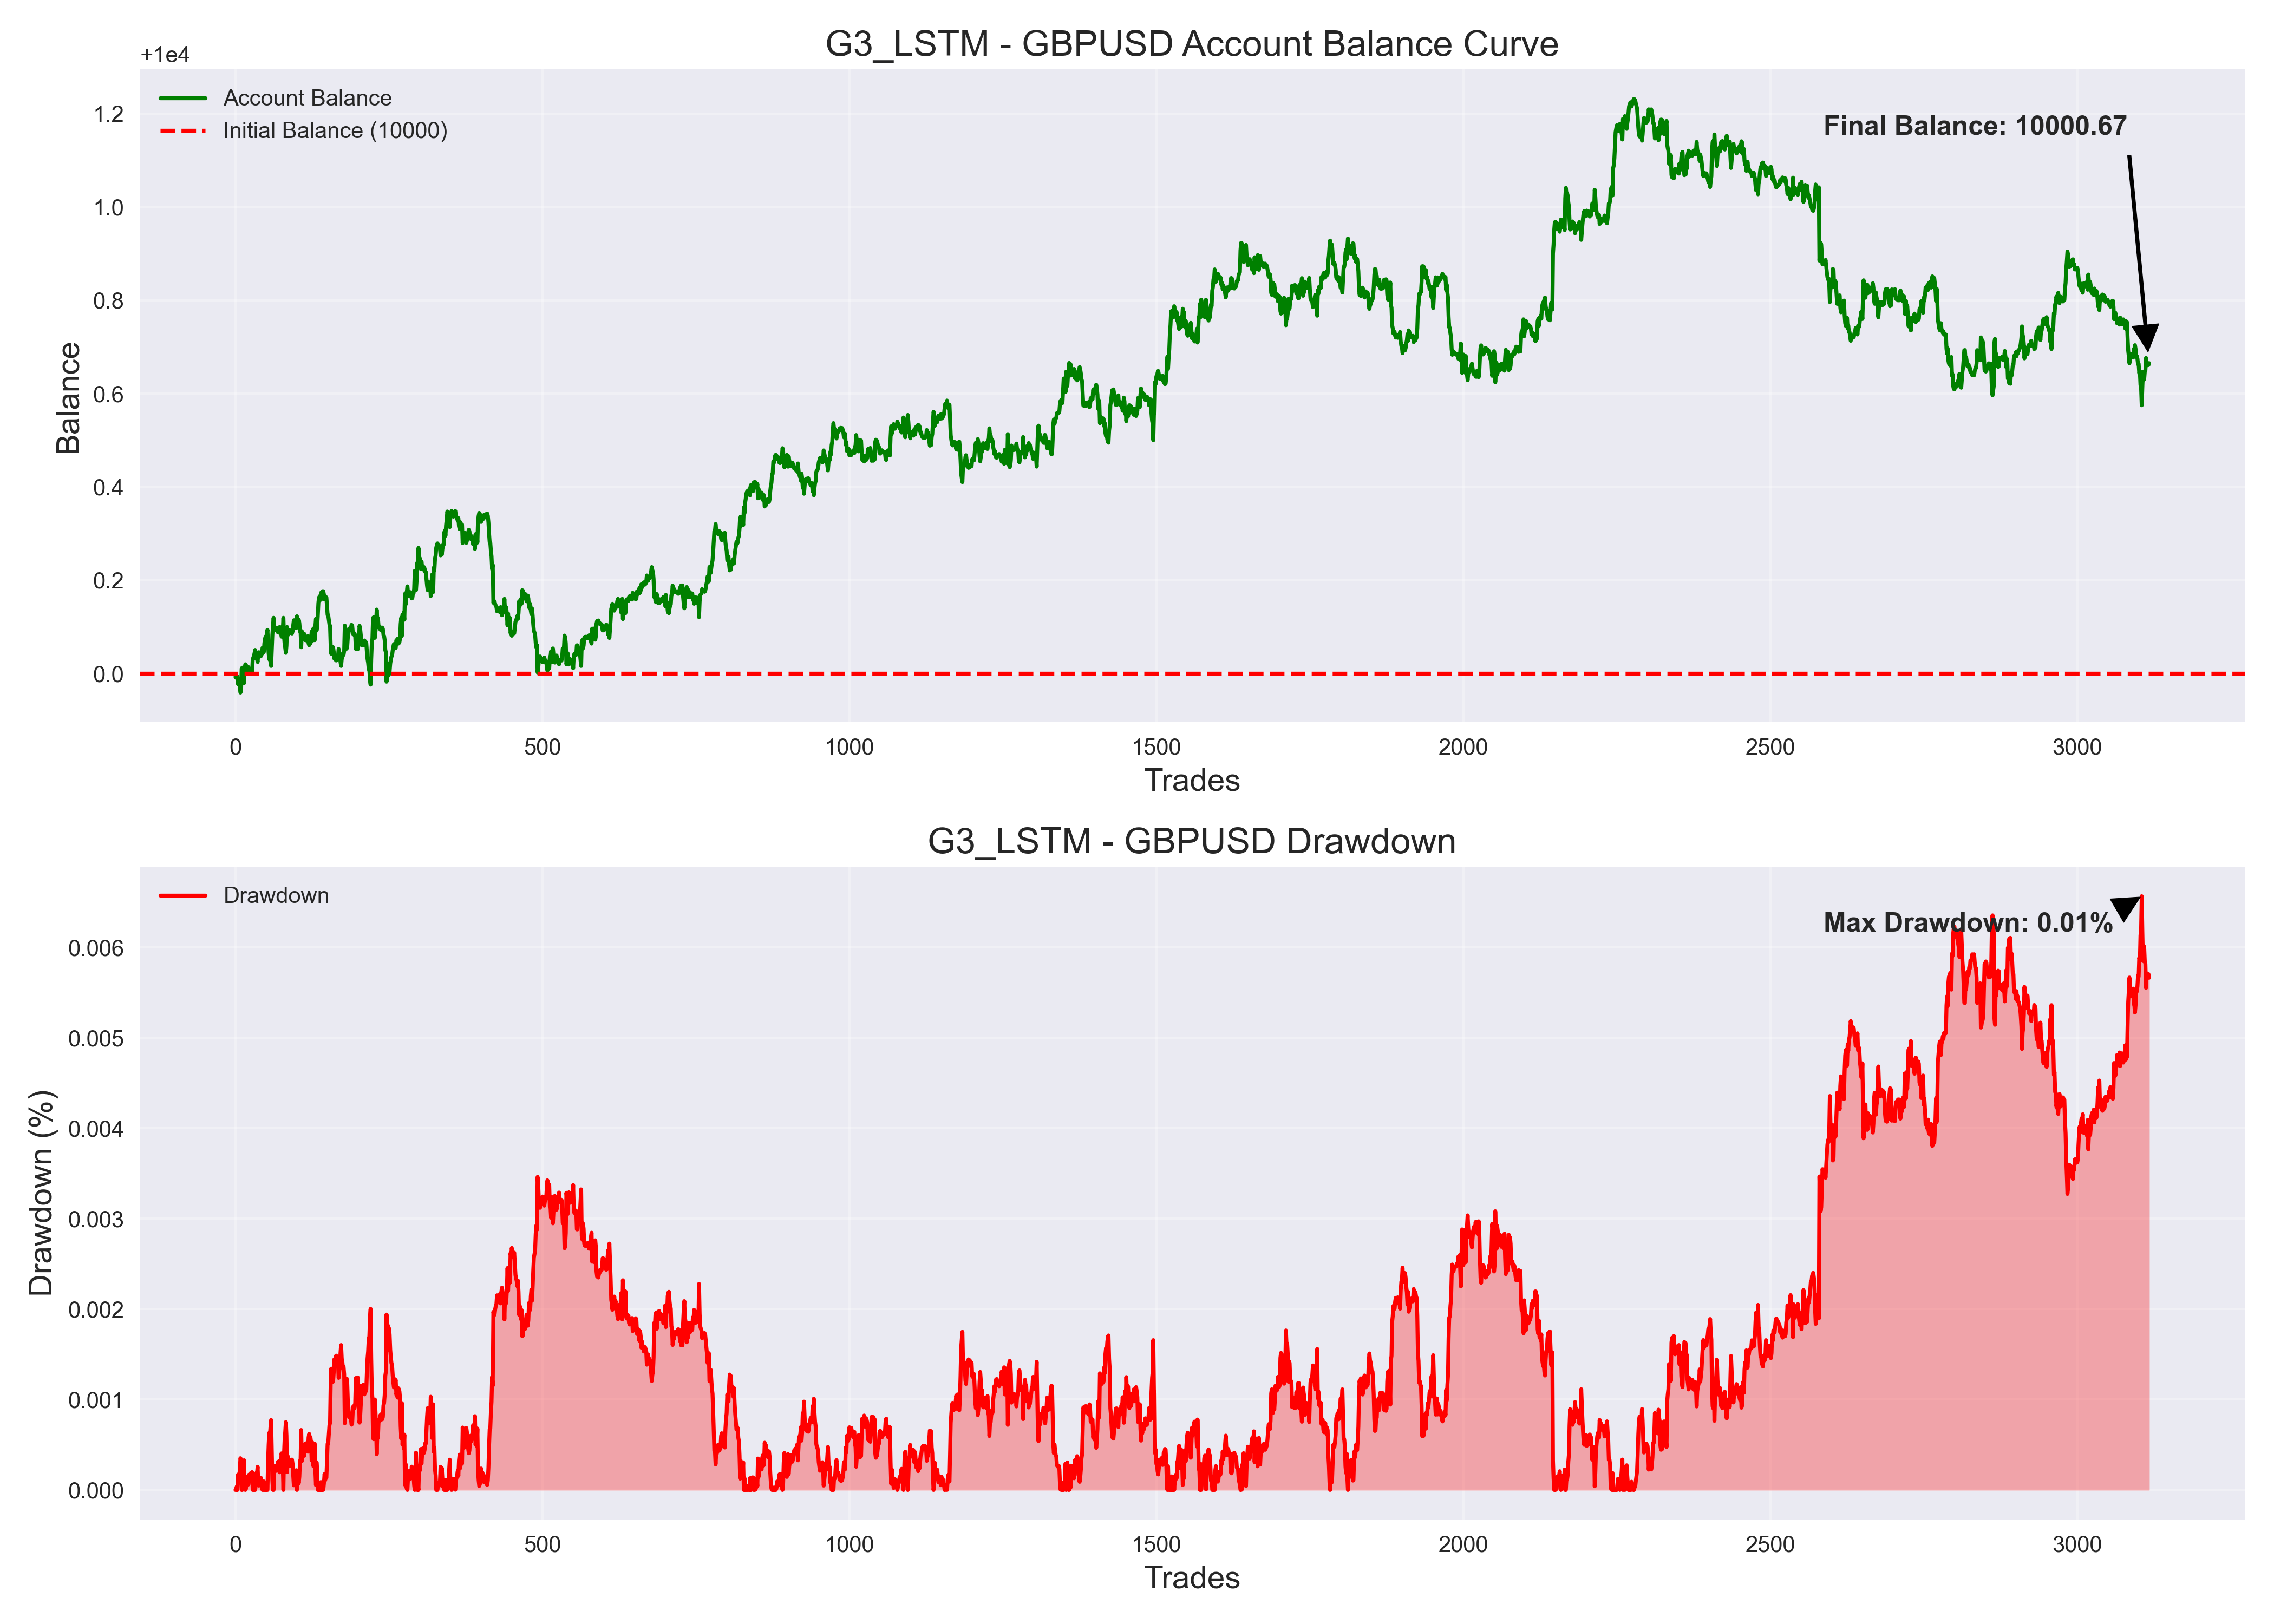 G3_LSTM - GBPUSD Account Balance Curve
+1e4
Account Balance
Initial Balance (10000)
Final Balance: 10000.67
1.2
1.0
0.8
0.6
0.4
0.2
0.0
Balance
0 500 1000 1500 2000 2500 3000
Trades
G3_LSTM - GBPUSD Drawdown
Drawdown
Max Drawdown: 0.01%
0.006
0.005
0.004
0.003
0.002
0.001
0.000
Drawdown (%)
0 500 1000 1500 2000 2500 3000
Trades